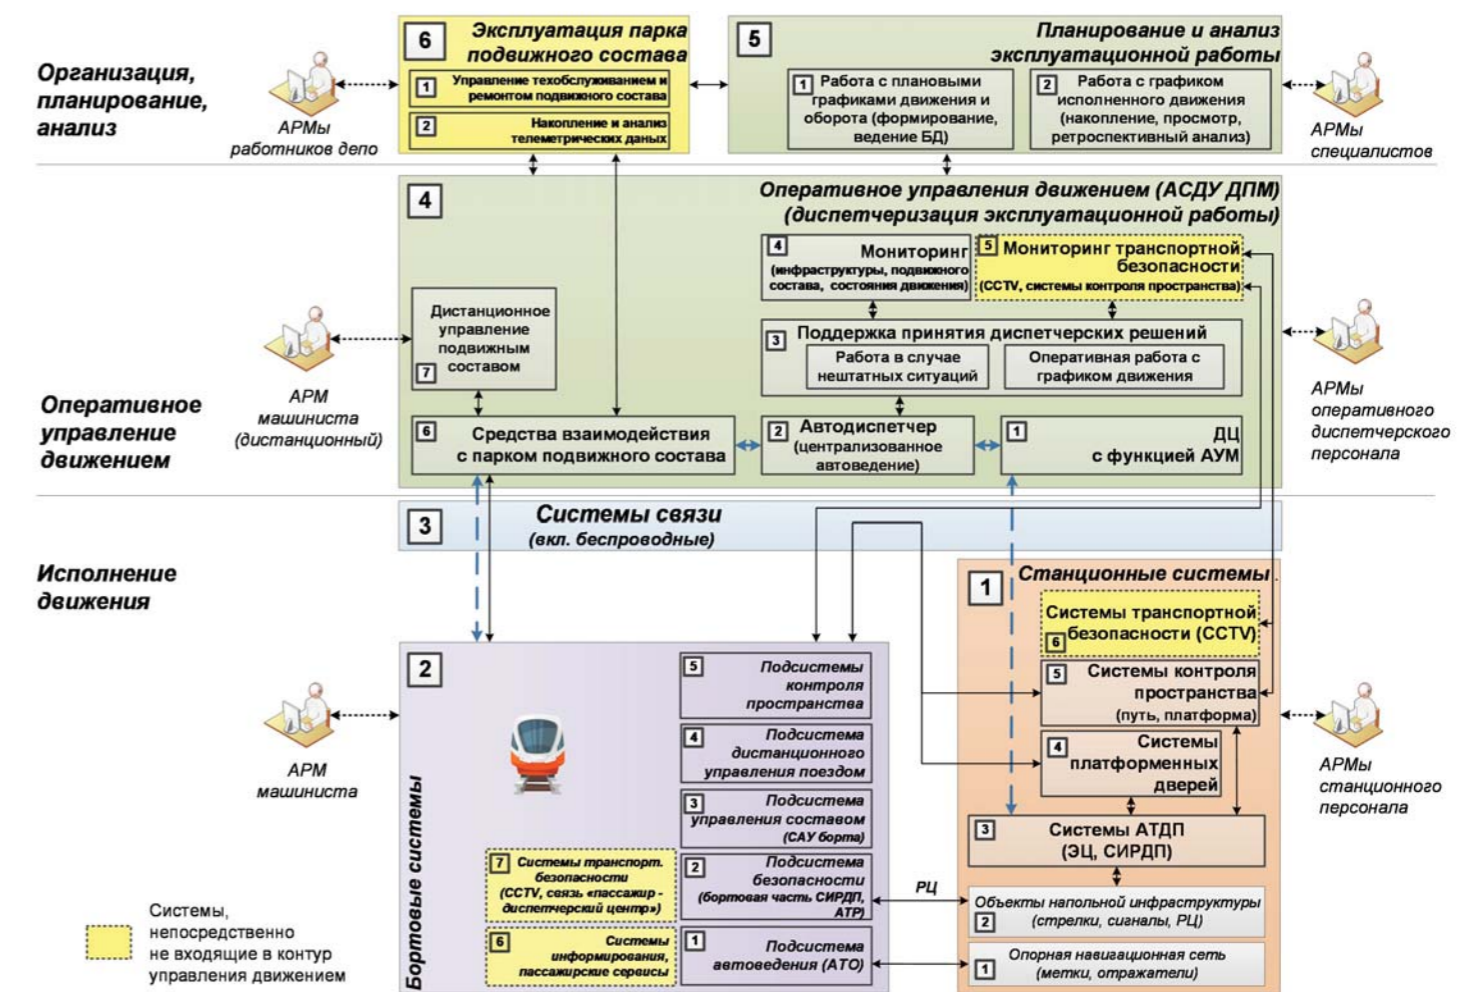 Организация,
планирование,
анализ
АРМы
работников депо
6
Эксплуатация парка
подвижного состава
1
Управление техобслуживанием и
ремонтом подвижного состава
2
Накопление и анализ
телеметрических даных
5
Планирование и анализ
эксплуатационной работы
1
Работа с плановыми
графиками движения и
оборота (формирование,
ведение БД)
2
Работа с графиком
исполненного движения
(накопление, просмотр,
ретроспективный анализ)
АРМы
специалистов
Оперативное
управление
движением
АРМ
машиниста
(дистанционный)
4
Оперативное управления движением (АСДУ ДПМ)
(диспетчеризация эксплуатационной работы)
4
Мониторинг
(инфраструктуры, подвижного
состава, состояния движения)
5
Мониторинг транспортной
безопасности
(CCTV, системы контроля пространства)
Дистанционное
управление
подвижным
составом
7
3
Поддержка принятия диспетчерских решений
Работа в случае
нештатных ситуаций
Оперативная работа с
графиком движения
6
Средства взаимодействия
с парком подвижного состава
2
Автодиспетчер
(централизованное
автоведение)
1
ДЦ
с функцией АУМ
АРМы
оперативного
диспетчерского
персонала
3
Системы связи
(вкл. беспроводные)
Исполнение
движения
АРМ
машиниста
2
Бортовые системы
5
Подсистемы
контроля
пространства
4
Подсистема
дистанционного
управления поездом
3
Подсистема
управления составом
(САУ борта)
7
Системы транспорт.
безопасности
(CCTV, связь «пассажир -
диспетчерский центр»)
2
Подсистема
безопасности
(бортовая часть СИРДП,
АТР)
6
Системы
информирования,
пассажирские сервисы
1
Подсистема
автоведения (АТО)
РЦ
1
Станционные системы
Системы транспортной
безопасности (CCTV)
6
5
Системы контроля
пространства
(путь, платформа)
4
Системы
платформенных
дверей
3
Системы АТДП
(ЭЦ, СИРДП)
Объекты напольной инфраструктуры
(стрелки, сигналы, РЦ)
2
Опорная навигационная сеть
(метки, отражатели)
1
АРМы
станционного
персонала
Системы,
непосредственно
не входящие в контур
управления движением